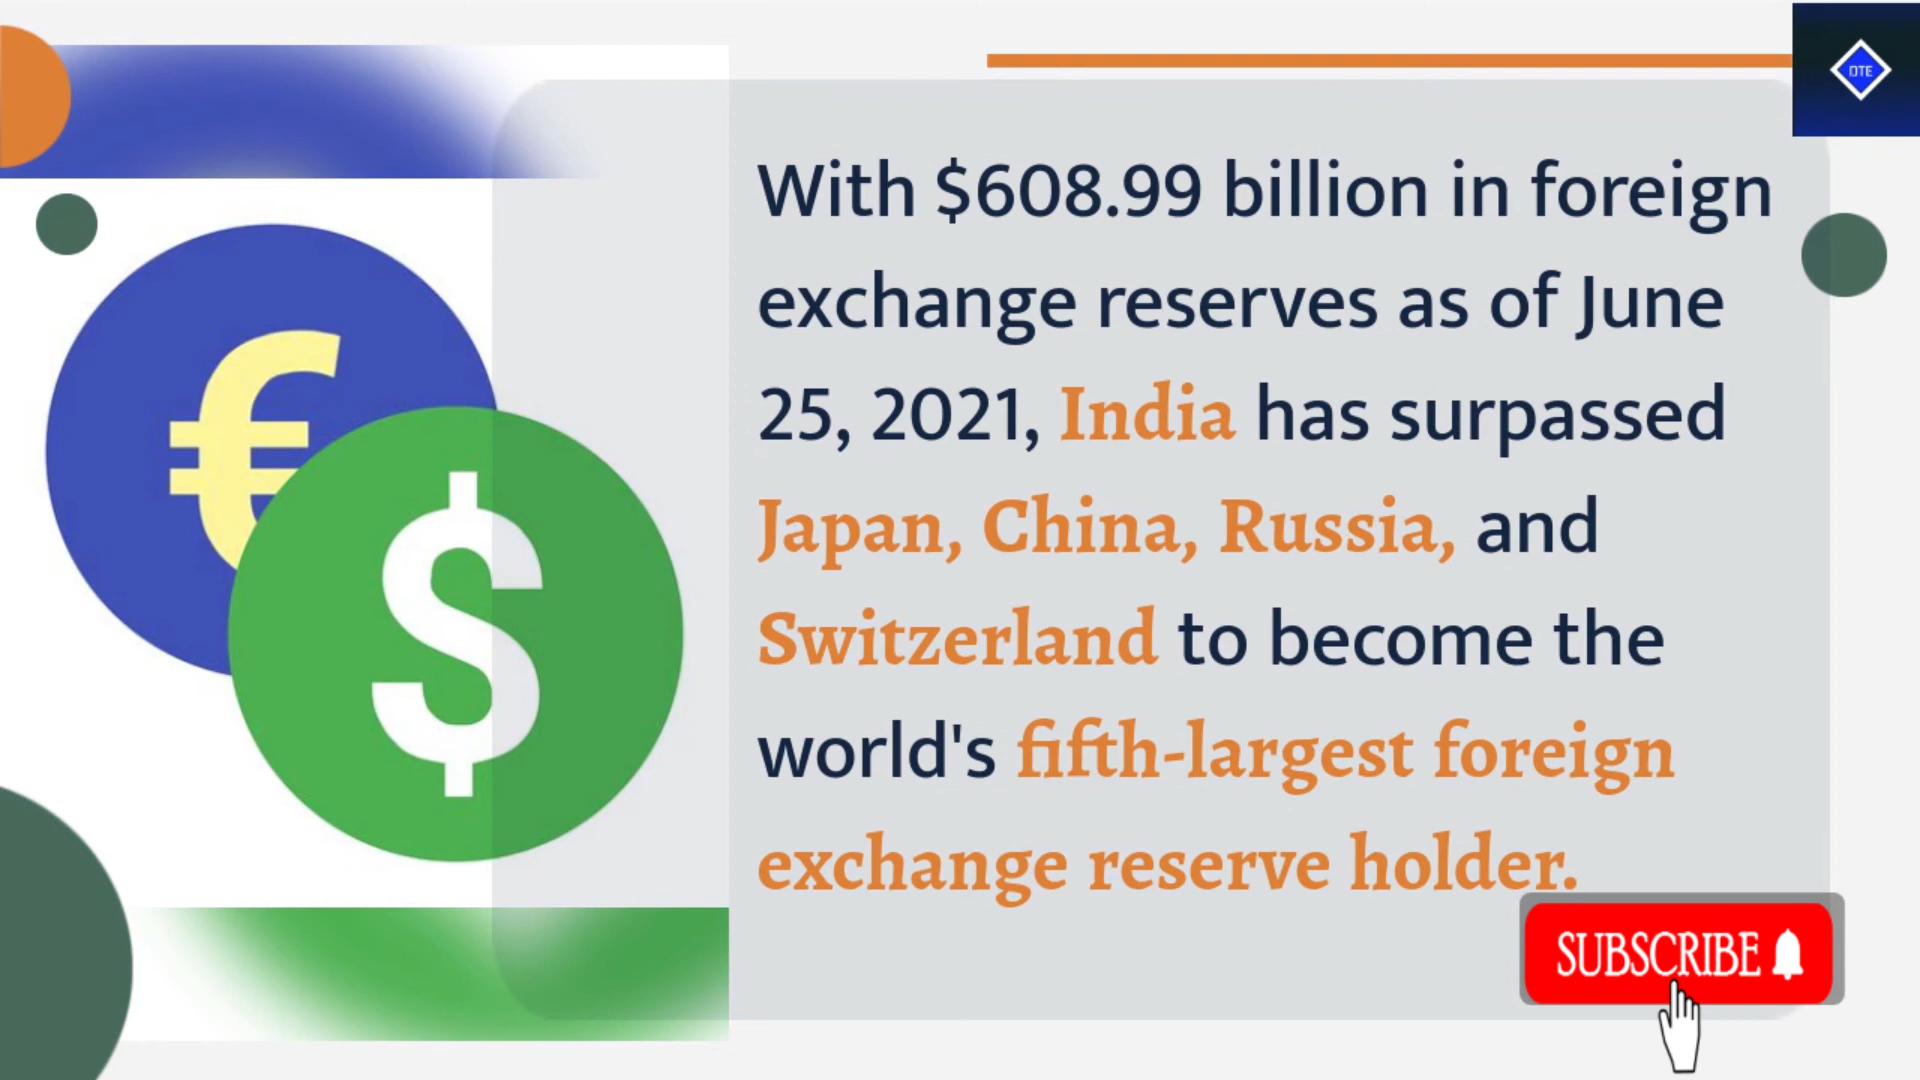 DTE
With $608.99 billion in foreign
exchange reserves as of June
25, 2021, India has surpassed
Japan, China, Russia, and
Switzerland to become the
world's fifth-largest foreign
exchange reserve holder.
€
$
SUBSCRIBE